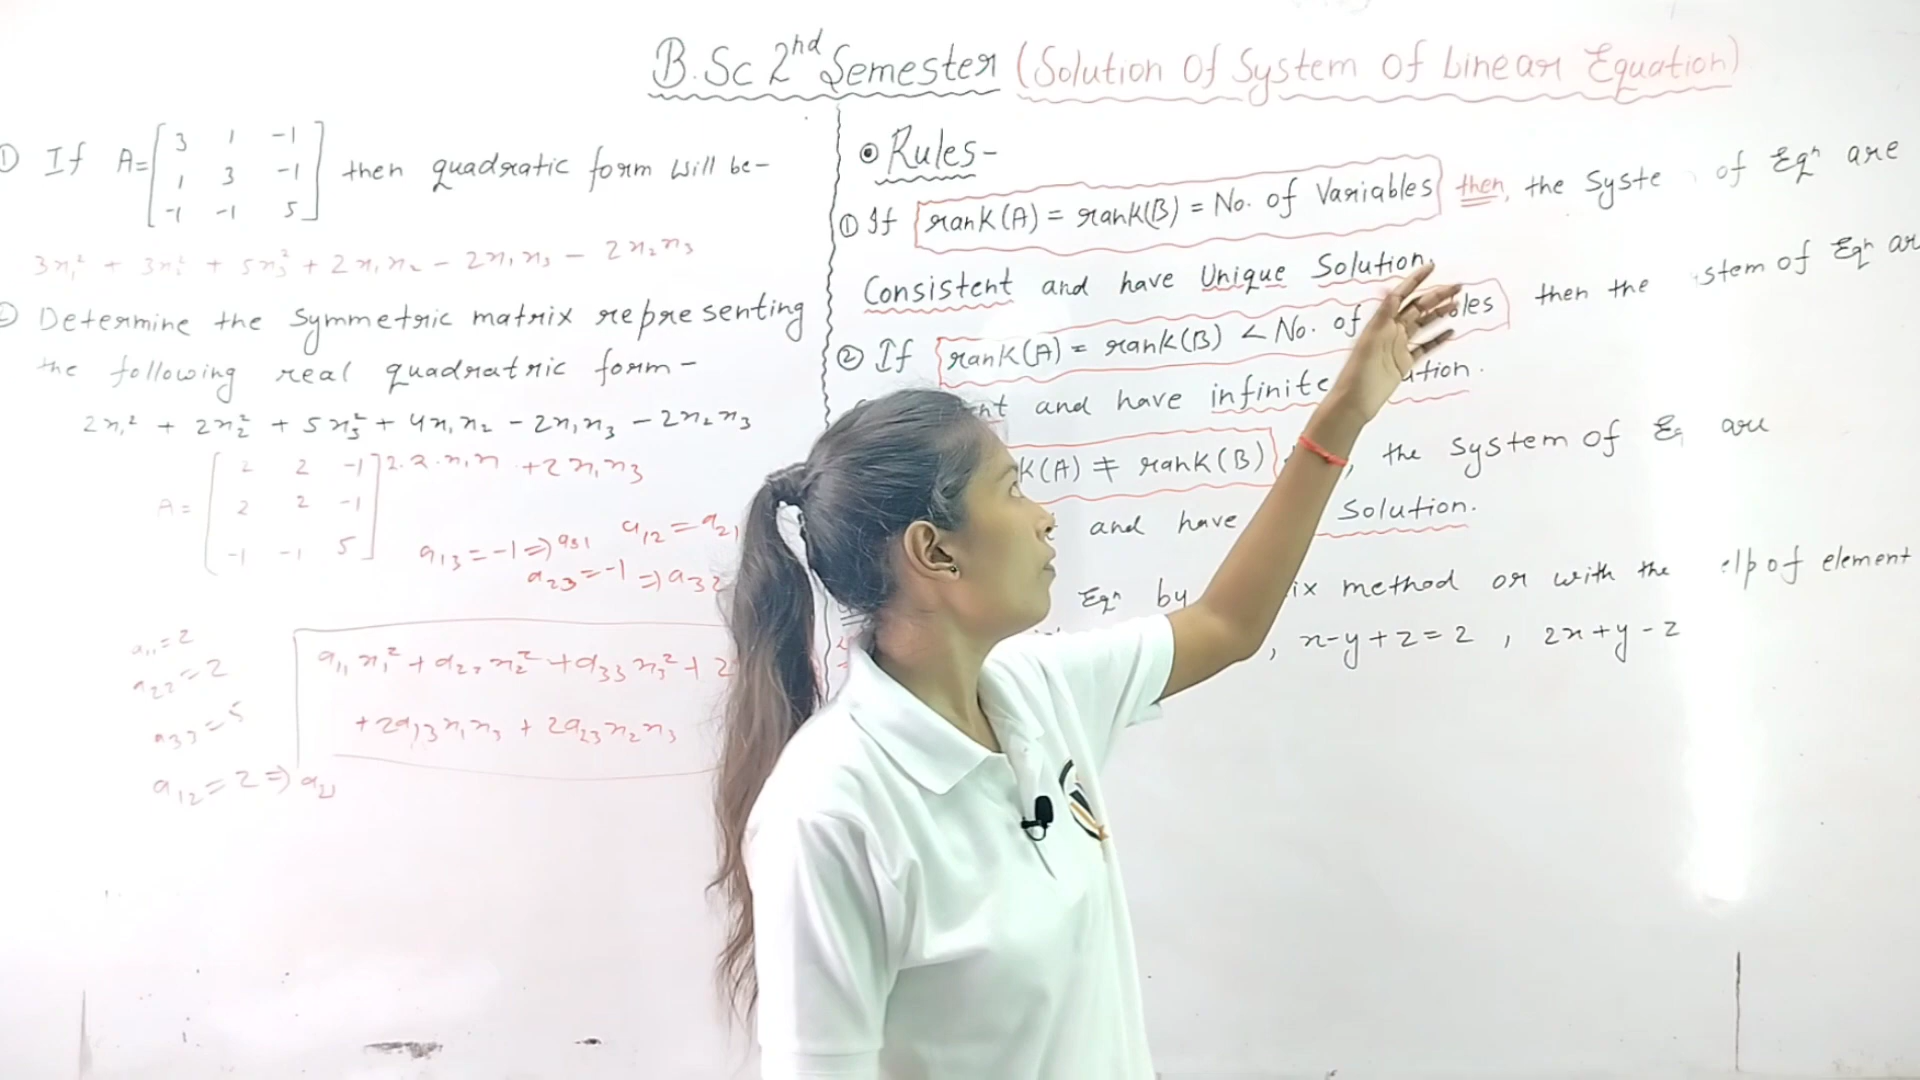 B.Sc 2nd Semester (Solution Of System Of Linear Equation)
① If A= [ 3 1 -1
1 3 -1
-1 -1 5 ] then quadratic form will be-
3x₁² + 3x₂² + 5x₃² + 2x₁x₂ - 2x₁x₃ - 2x₂x₃
Determine the symmetric matrix representing
the following real quadratric form-
2x₁² + 2x₂² + 5x₃² + 4x₁x₂ - 2x₁x₃ - 2x₂x₃
A= [ 2 2 -1
2 2 -1
-1 -1 5 ]
2.2.x₁x +2x₁x₃
a₁₃=-1⇒a₃₁ a₁₂=a₂₁
a₂₃=-1⇒a₃₂
a₁₁=2
a₂₂=2
a₃₃=5
a₁₂=2⇒a₂₁
a₁₁x₁²+a₂₂x₂²+a₃₃x₃²+2
+2a₁₃x₁x₃+2a₂₃x₂x₃
Rules-
① If rank(A) = rank(B) = No. of Variables then, the Syste of Eqⁿ are
Consistent and have Unique Solution.
② If rank(A) = rank(B) < No. of bles then the stem of Eqⁿ ar
nt and have infinite ution.
K(A) ≠ rank(B) , the system of Eq are
and have Solution.
Eqⁿ by ix method or with the elp of element
, x-y+z=2 , 2x+y-z